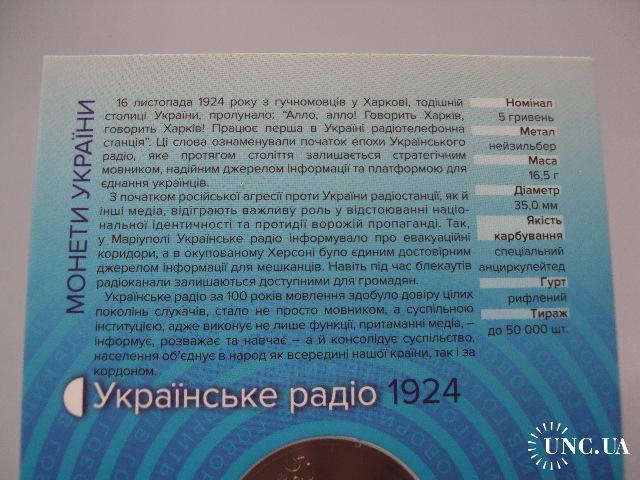 МОНЕТИ УКРАЇНИ
16 листопада 1924 року з гучномовців у Харкові, тодішній
столиці України, пролунало: "Алло, алло! Говорить Харків,
говорить Харків! Працює перша в Україні радіотелефонна
станція". Ці слова ознаменували початок епохи Українського
радіо, яке протягом століття залишається стратегічним
мовником, надійним джерелом інформації та платформою для
єднання українців.
З початком російської агресії проти України радіостанції, як й
інші медіа, відіграють важливу роль у відстоюванні націо-
нальної ідентичності та протидії ворожій пропаганді. Так,
у Маріуполі Українське радіо інформувало про евакуаційні
коридори, а в окупованому Херсоні було єдиним достовірним
джерелом інформації для мешканців. Навіть під час блекаутів
радіоканали залишаються доступними для громадян.
Українське радіо за 100 років мовлення здобуло довіру цілих
поколінь слухачів, стало не просто мовником, а суспільною
інституцією, адже виконує не лише функції, притаманні медіа, –
інформує, розважає та навчає – а й консолідує суспільство,
населення об'єднує в народ як всередині нашої країни, так і за
кордоном.
Номінал
5 гривень
Метал
нейзильбер
Маса
16,5 г
Діаметр
35,0 мм
Якість
карбування
спеціальний
анциркулейтед
Гурт
рифлений
Тираж
до 50 000 шт.
Українське радіо 1924
UNC.UA